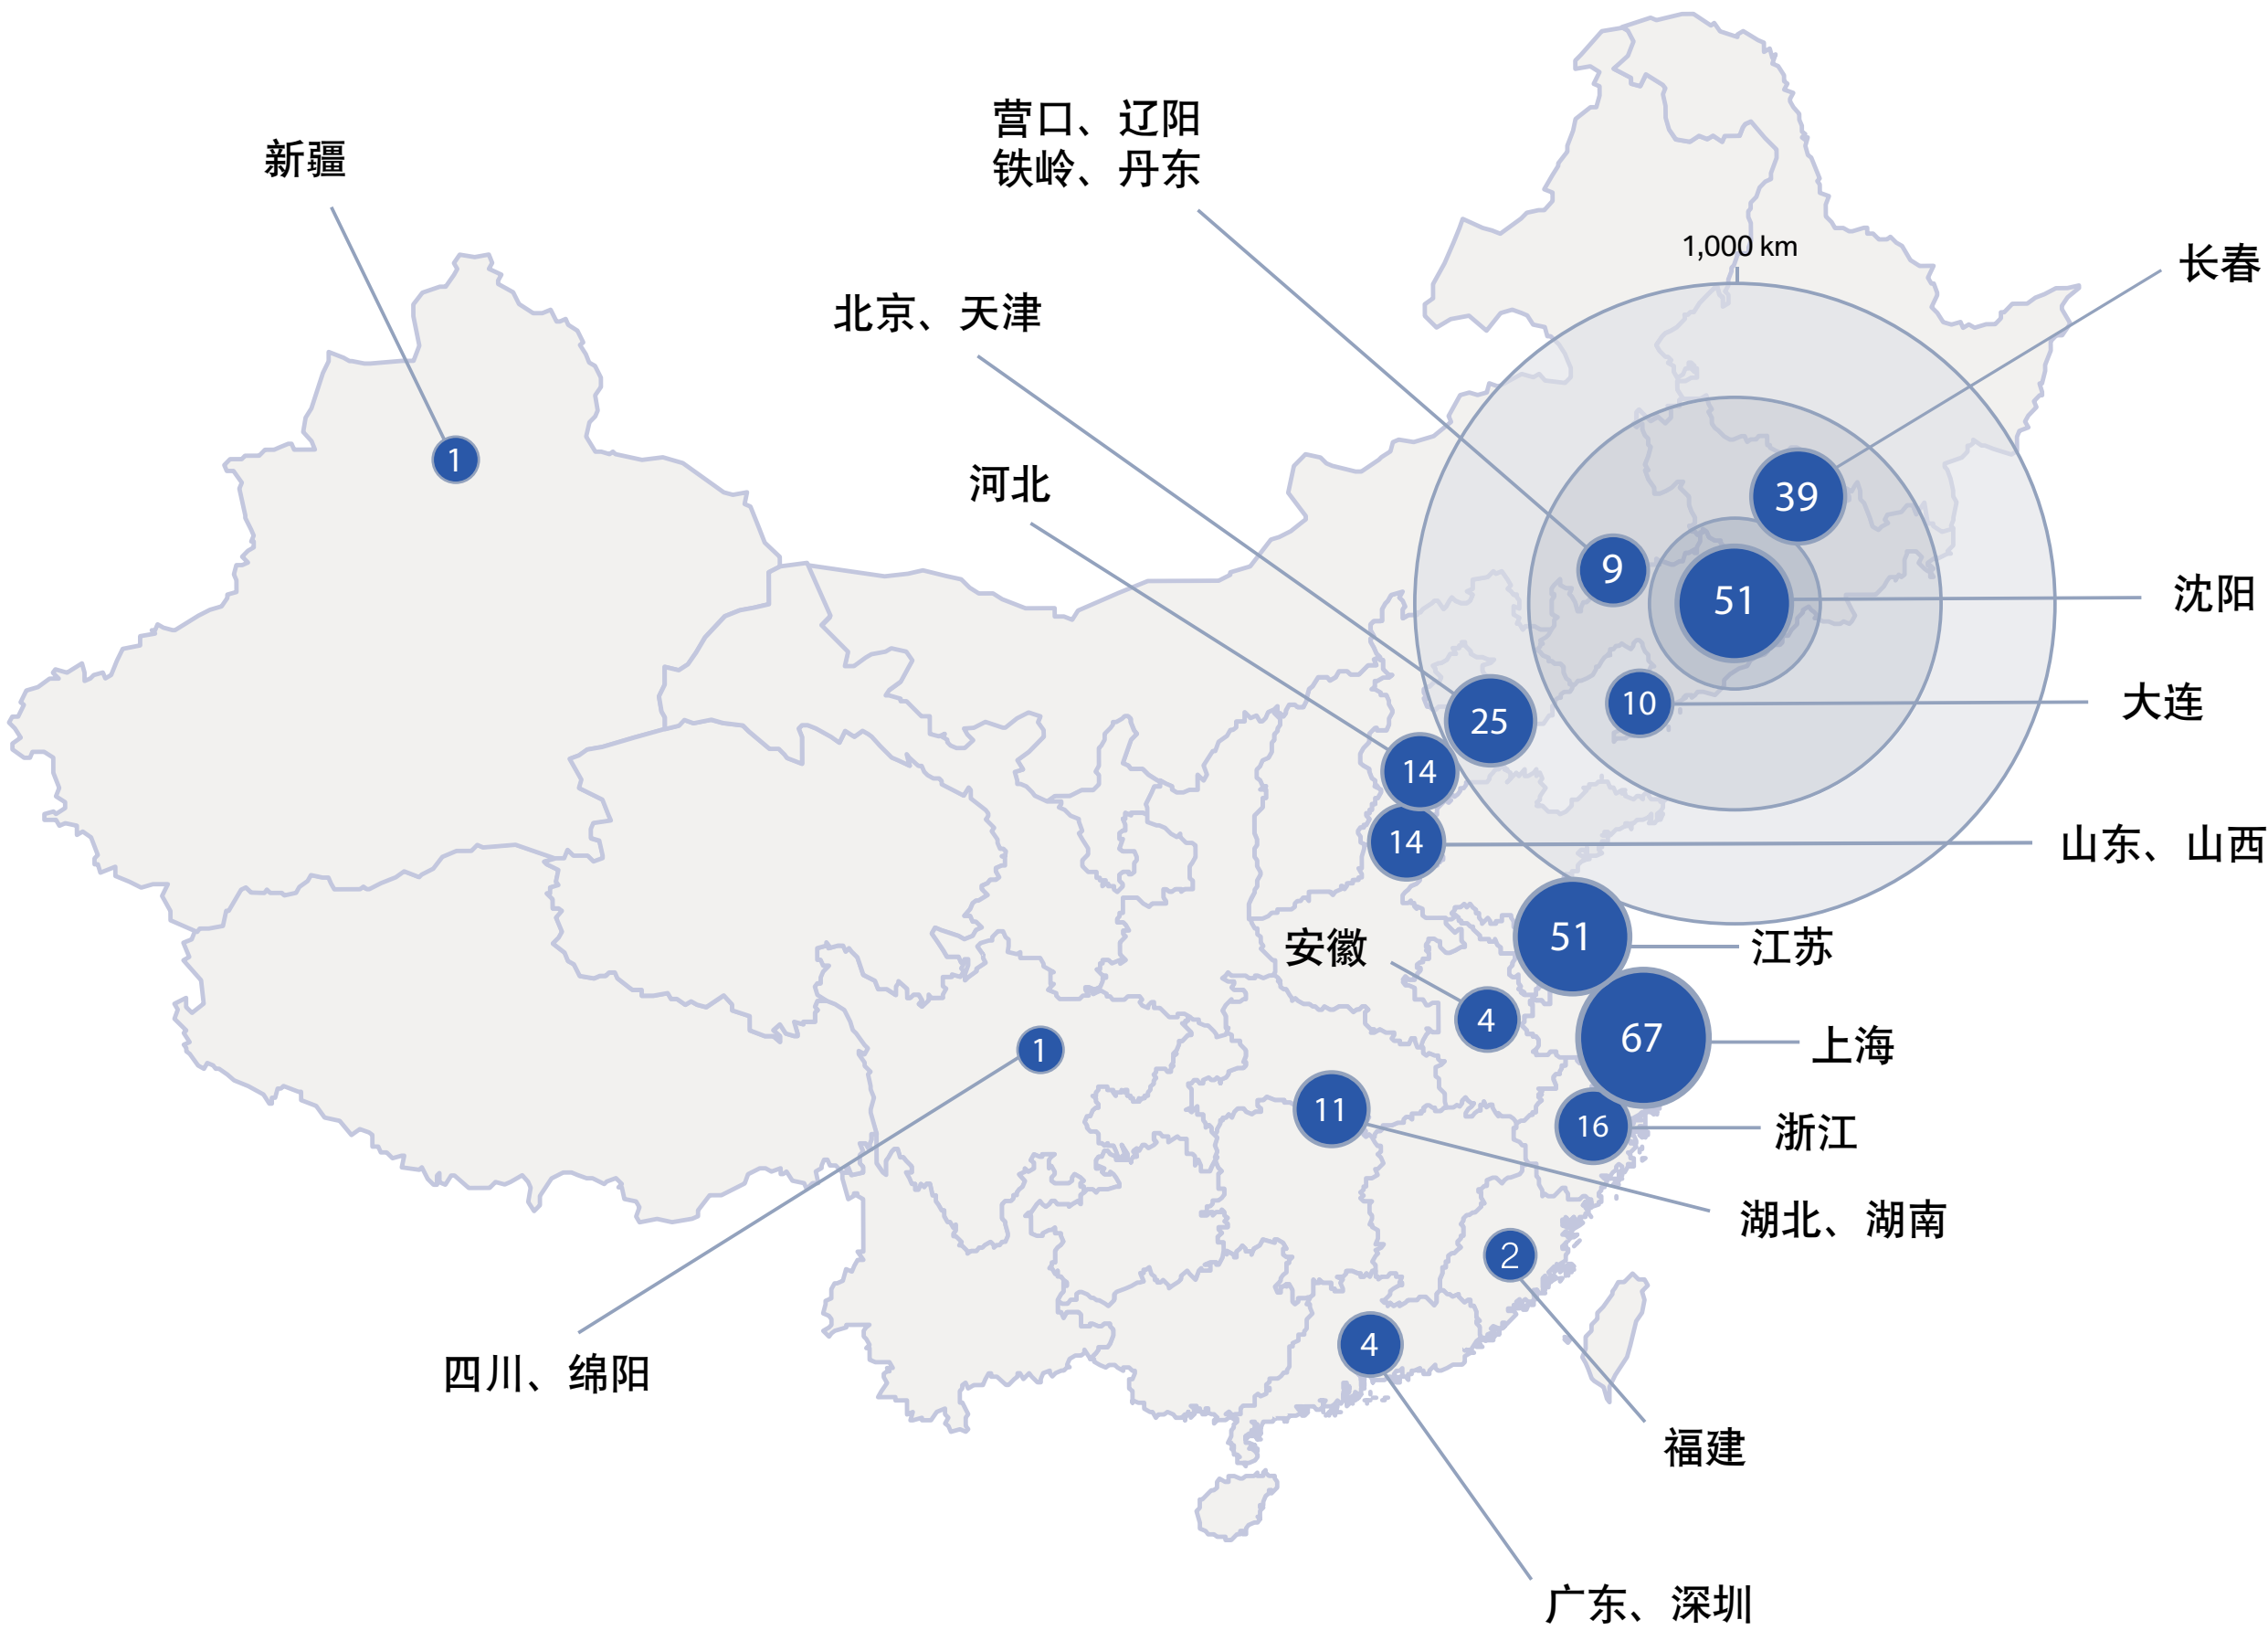 营口、辽阳
铁岭、丹东
新疆
1,000 km
长春
北京、天津
河北
1
39
9
51
沈阳
10
大连
25
14
14
山东、山西
51
江苏
安徽
4
67
上海
1
11
16
浙江
湖北、湖南
2
4
四川、绵阳
福建
广东、深圳